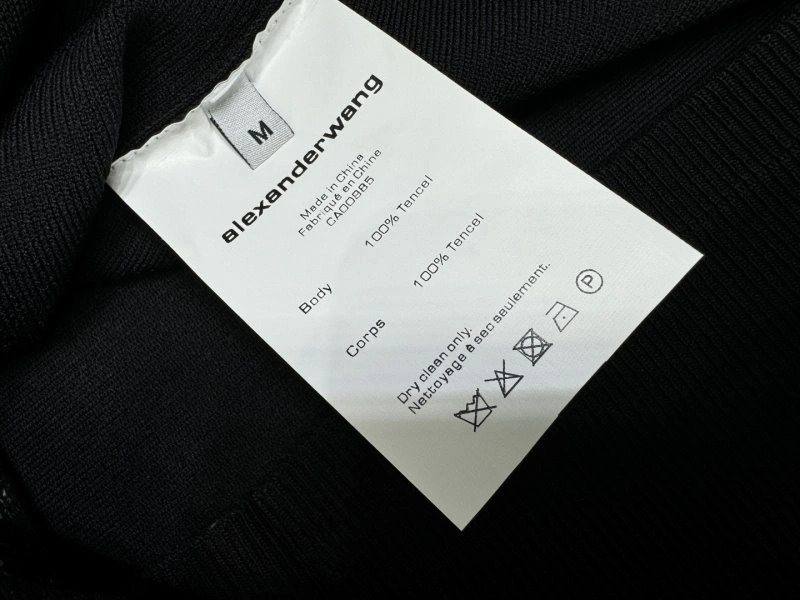 M
alexanderwang
Made in China
Fabriqué en Chine
CA00985
Body 100% Tencel
Corps 100% Tencel
Dry clean only.
Nettoyage à sec seulement.
P